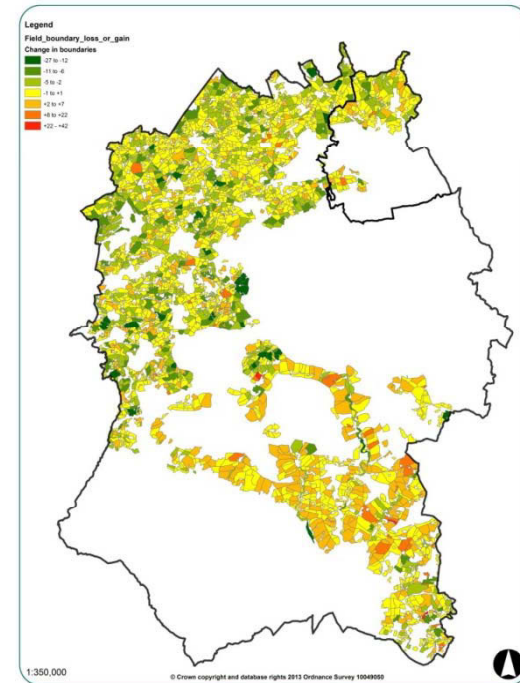 Legend
Field_boundary_loss_or_gain
Change in boundaries
-27 to -12
-11 to -6
-5 to -2
-1 to +1
+2 to +7
+8 to +22
+22 - +42
1:350,000
© Crown copyright and database rights 2013 Ordnance Survey 10049050